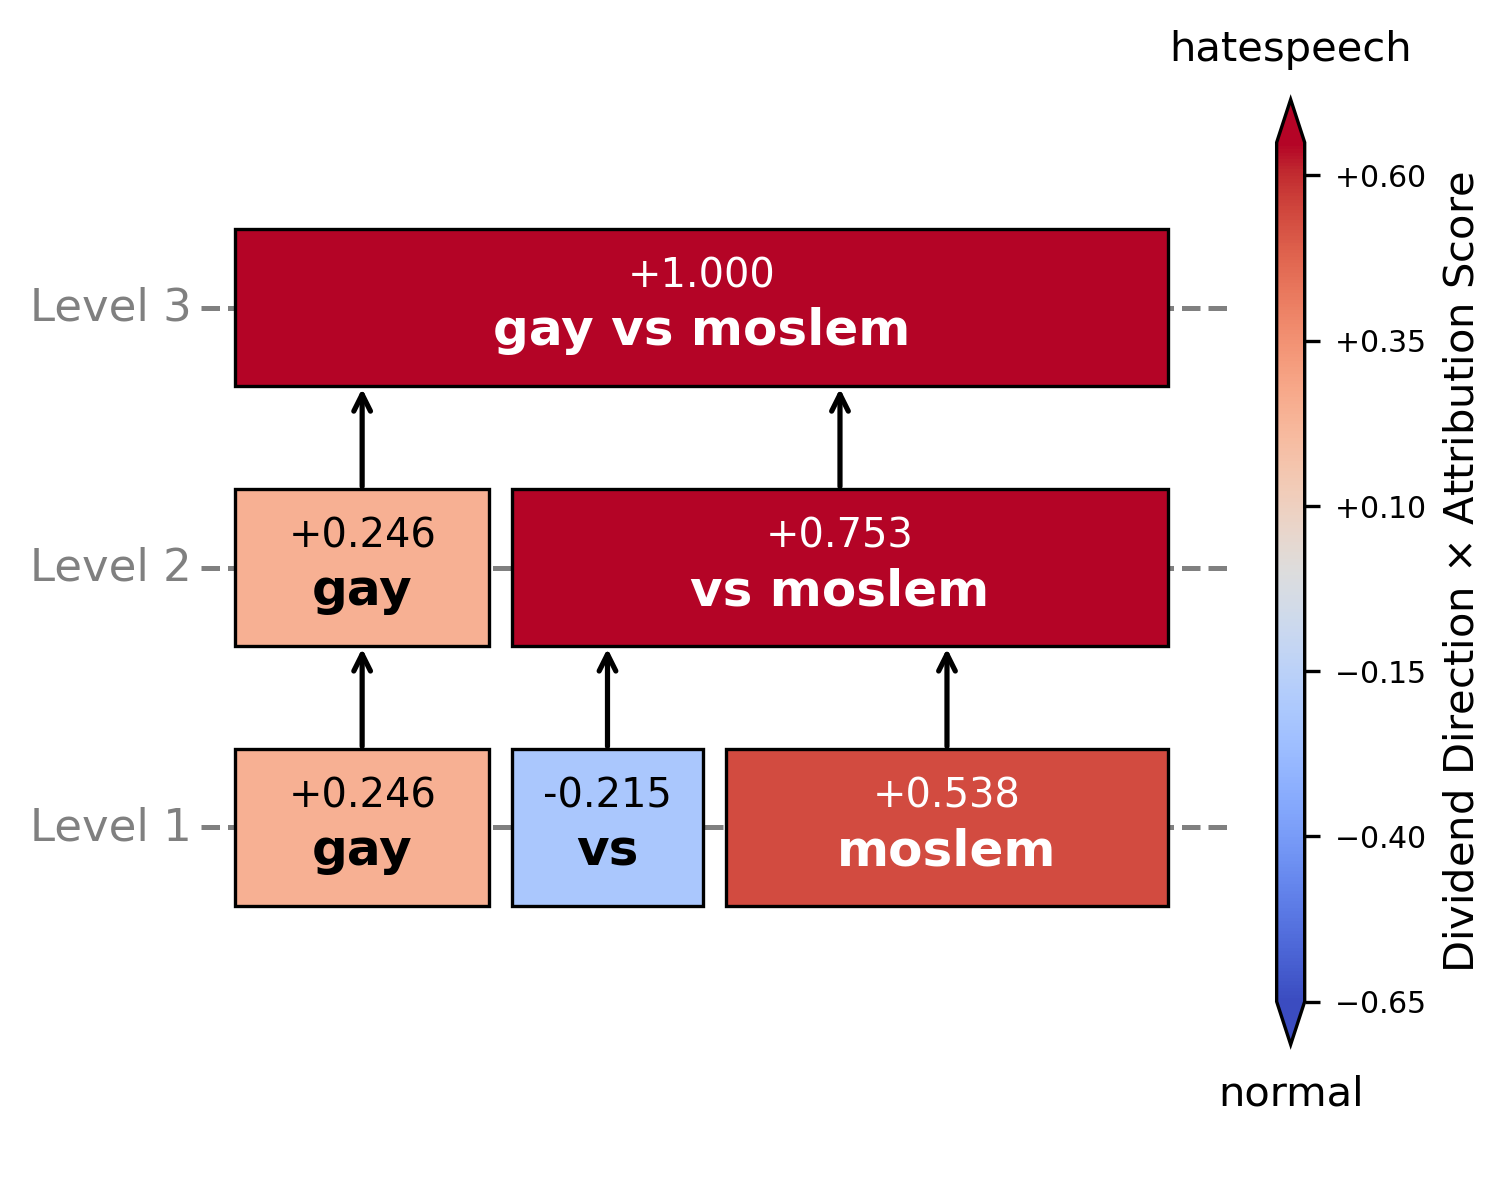 hatespeech
Level 3
+1.000
gay vs moslem
Level 2
+0.246
gay
+0.753
vs moslem
Level 1
+0.246
gay
-0.215
vs
+0.538
moslem
+0.60
+0.35
+0.10
−0.15
−0.40
−0.65
Dividend Direction × Attribution Score
normal